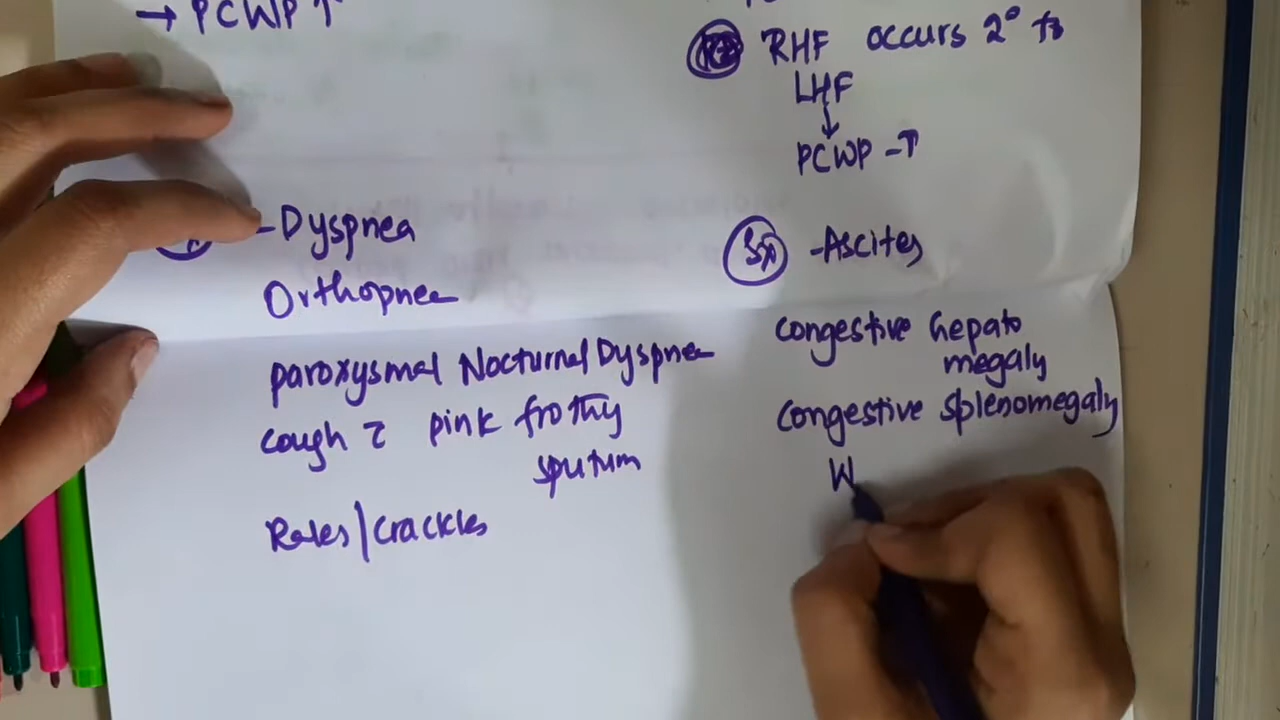 → PCWP ↑
-Dyspnea
Orthopnea
paroxysmal Nocturnal Dyspnea
cough c̄ pink frothy
sputum
Rales/crackles
RHF occurs 2° to
LHF
↓
PCWP -↑
Sx -Ascites
congestive hepato
megaly
congestive splenomegaly
W